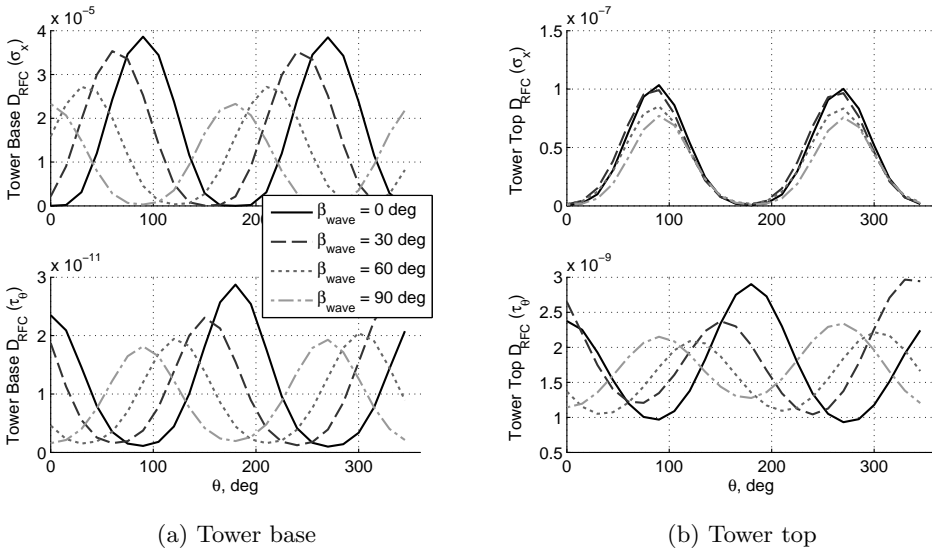 x 10⁻⁵
Tower Base D_RFC (σ_x)
4
3
2
1
0
0 100 200 300
x 10⁻⁷
Tower Top D_RFC (σ_x)
1.5
1
0.5
0
0 100 200 300
β_wave = 0 deg
β_wave = 30 deg
β_wave = 60 deg
β_wave = 90 deg
x 10⁻¹¹
Tower Base D_RFC (τ_θ)
3
2
1
0
0 100 200 300
θ, deg
x 10⁻⁹
Tower Top D_RFC (τ_θ)
3
2.5
2
1.5
1
0.5
0 100 200 300
θ, deg
(a) Tower base
(b) Tower top